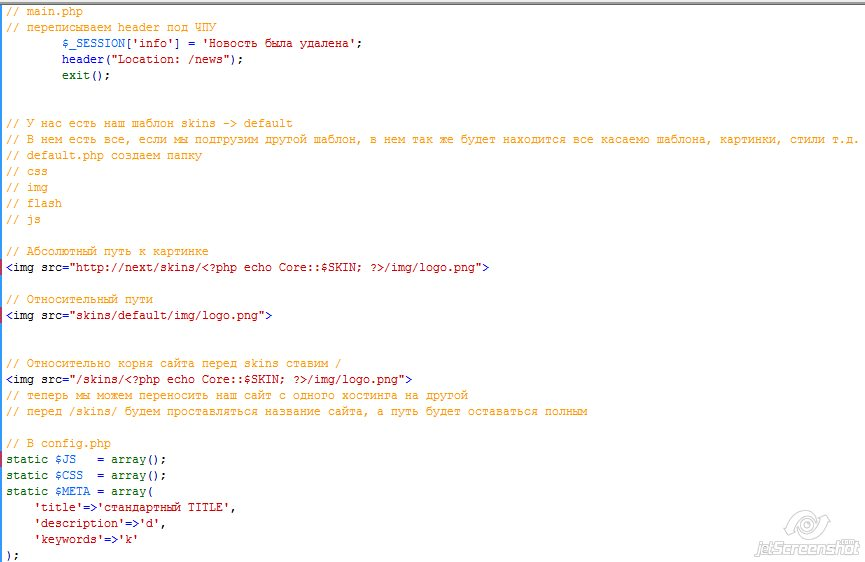 // main.php
// переписываем header под ЧПУ
$_SESSION['info'] = 'Новость была удалена';
header("Location: /news");
exit();
// У нас есть наш шаблон skins -> default
// В нем есть все, если мы подгрузим другой шаблон, в нем так же будет находится все касаемо шаблона, картинки, стили т.д.
// default.php создаем папку
// css
// img
// flash
// js
// Абсолютный путь к картинке
<img src="http://next/skins/<?php echo Core::$SKIN; ?>/img/logo.png">
// Относительный пути
<img src="skins/default/img/logo.png">
// Относительно корня сайта перед skins ставим /
<img src="/skins/<?php echo Core::$SKIN; ?>/img/logo.png">
// теперь мы можем переносить наш сайт с одного хостинга на другой
// перед /skins/ будем проставляться название сайта, а путь будет оставаться полным
// В config.php
static $JS   = array();
static $CSS  = array();
static $META = array(
'title'=>'стандартный TITLE',
'description'=>'d',
'keywords'=>'k'
);
jetScreenshot
.com